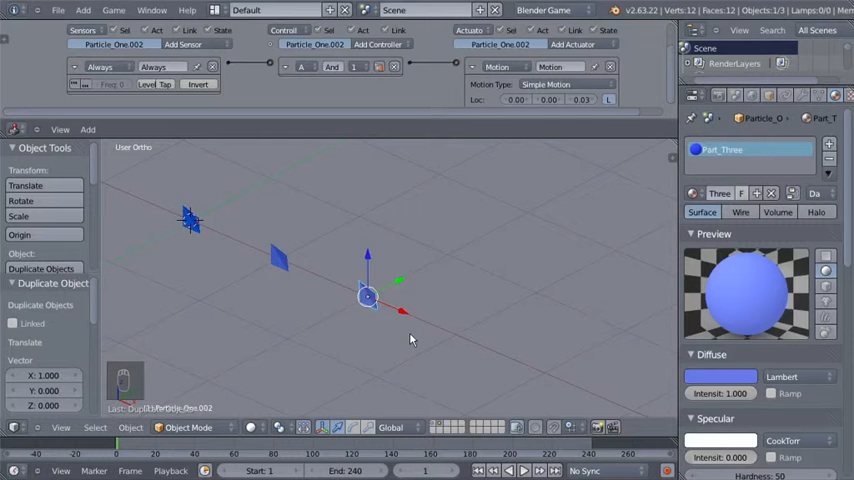 File Add Game Window Help Default Scene Blender Game v2.63.22 | Verts:12 | Faces:12 | Objects:1/3 | Lamps:0/0
Sensors Sel Act Link State Controll Sel Act Link Actuato Sel Act Link State View Search All Scenes
Particle_One.002 Add Sensor Particle_One.002 Add Controller Particle_One.002 Add Actuator
Scene
RenderLayers
Always Always A And 1 Motion Motion
Freq: 0 Level Tap Invert Motion Type: Simple Motion
Loc: 0.00 0.00 0.03 L
Particle_O Part_T
View Add
Part_Three
Object Tools
User Ortho
Transform:
Translate
Rotate
Three F Da
Scale
Surface Wire Volume Halo
Origin
Preview
Object:
Duplicate Objects
Duplicate Object
Duplicate Objects
Linked
Translate
Diffuse
Vector
X: 1.000
Lambert
Y: 0.000
Intensit: 1.000 Ramp
Z: 0.000
Specular
View Select Object Object Mode Global
CookTorr
-40 -20 0 20 40 60 80 100 120 140 160 180 200 220 240 260 280
Intensit: 0.000 Ramp
View Marker Frame Playback Start: 1 End: 240 1 No Sync
Hardness: 50